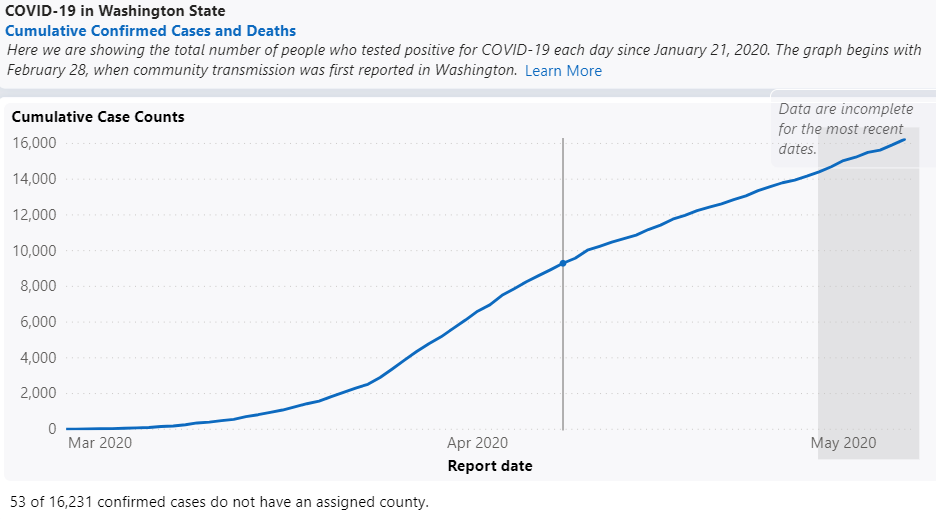 COVID-19 in Washington State
Cumulative Confirmed Cases and Deaths
Here we are showing the total number of people who tested positive for COVID-19 each day since January 21, 2020. The graph begins with
February 28, when community transmission was first reported in Washington. Learn More
Data are incomplete
for the most recent
dates.
Cumulative Case Counts
16,000
14,000
12,000
10,000
8,000
6,000
4,000
2,000
0
Mar 2020
Apr 2020
May 2020
Report date
53 of 16,231 confirmed cases do not have an assigned county.